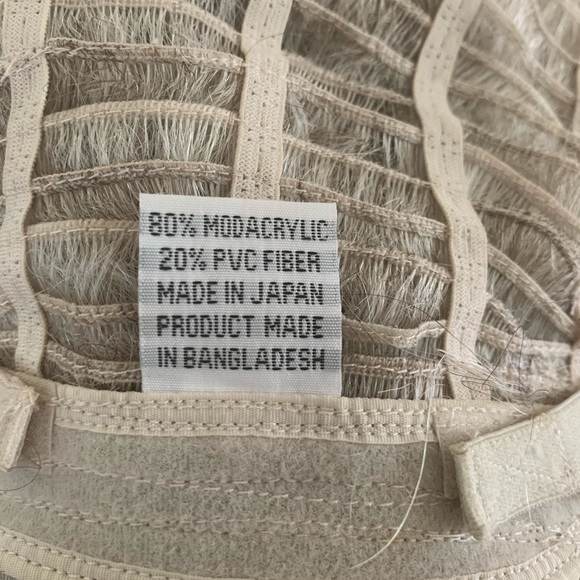 80% MODACRYLIC
20% PVC FIBER
MADE IN JAPAN
PRODUCT MADE
IN BANGLADESH